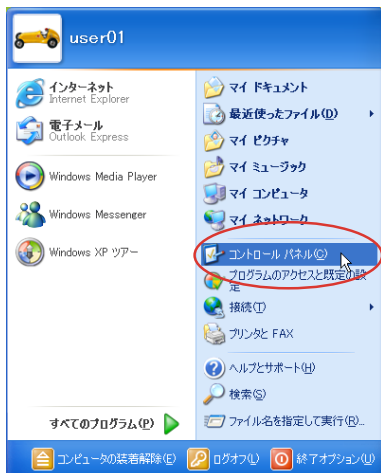 user01
インターネット
Internet Explorer
電子メール
Outlook Express
Windows Media Player
Windows Messenger
Windows XP ツアー
すべてのプログラム(P)
マイ ドキュメント
最近使ったファイル(D)
マイ ピクチャ
マイ ミュージック
マイ コンピュータ
マイ ネットワーク
コントロール パネル(C)
プログラムのアクセスと既定の設
定
接続(T)
プリンタと FAX
ヘルプとサポート(H)
検索(S)
ファイル名を指定して実行(R)...
コンピュータの装着解除(E)
ログオフ(L)
終了オプション(U)